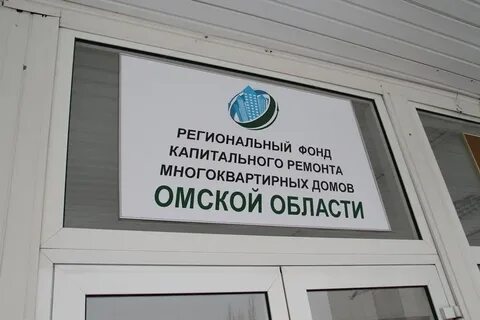 РЕГИОНАЛЬНЫЙ ФОНД
КАПИТАЛЬНОГО РЕМОНТА
МНОГОКВАРТИРНЫХ ДОМОВ
ОМСКОЙ ОБЛАСТИ